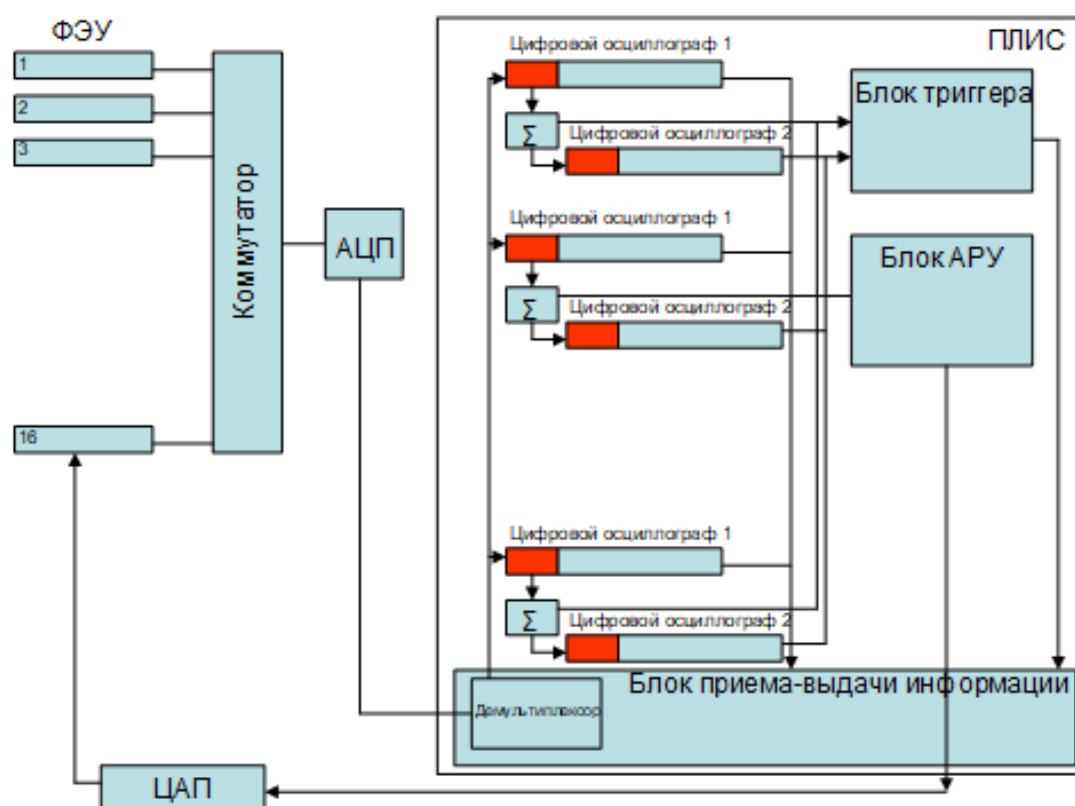 ФЭУ
1
2
3
16
Коммутатор
АЦП
ПЛИС
Цифровой осциллограф 1
Σ
Цифровой осциллограф 2
Цифровой осциллограф 1
Σ
Цифровой осциллограф 2
Цифровой осциллограф 1
Σ
Цифровой осциллограф 2
Блок триггера
Блок АРУ
Блок приема-выдачи информации
Демультиплексор
ЦАП